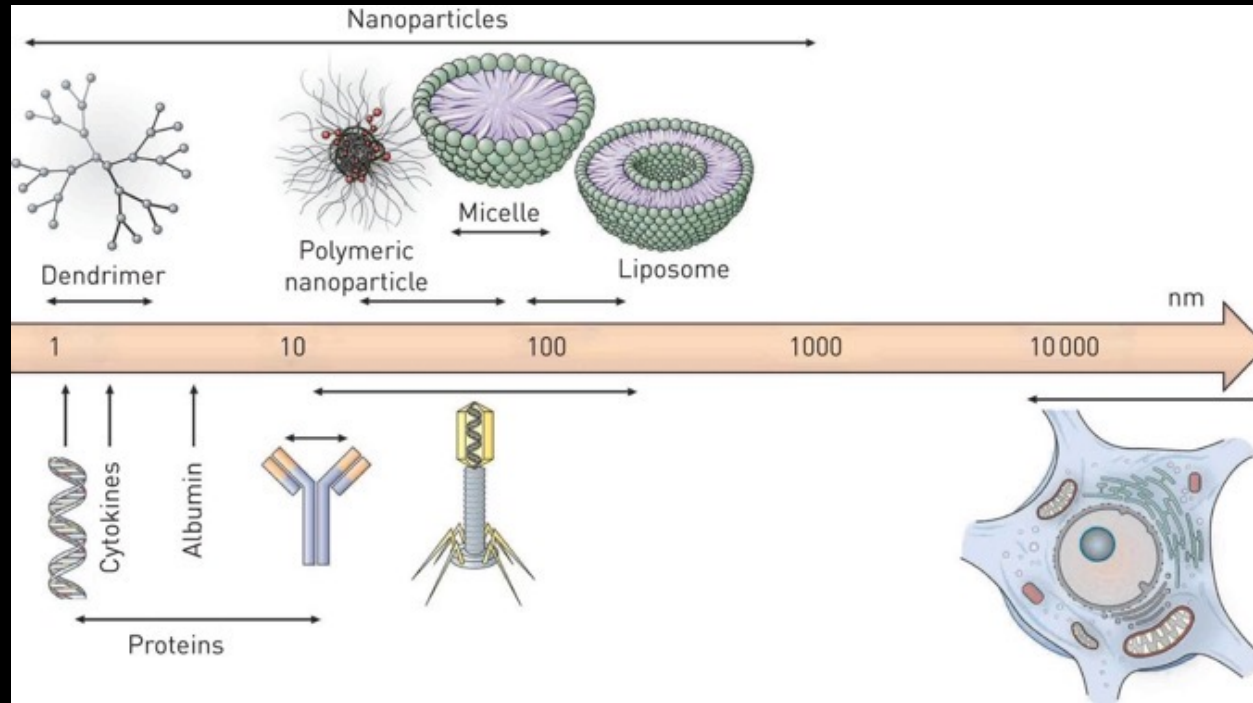 Nanoparticles
Micelle
Polymeric
nanoparticle
Dendrimer
Liposome
nm
1 10 100 1000 10 000
Cytokines
Albumin
Proteins